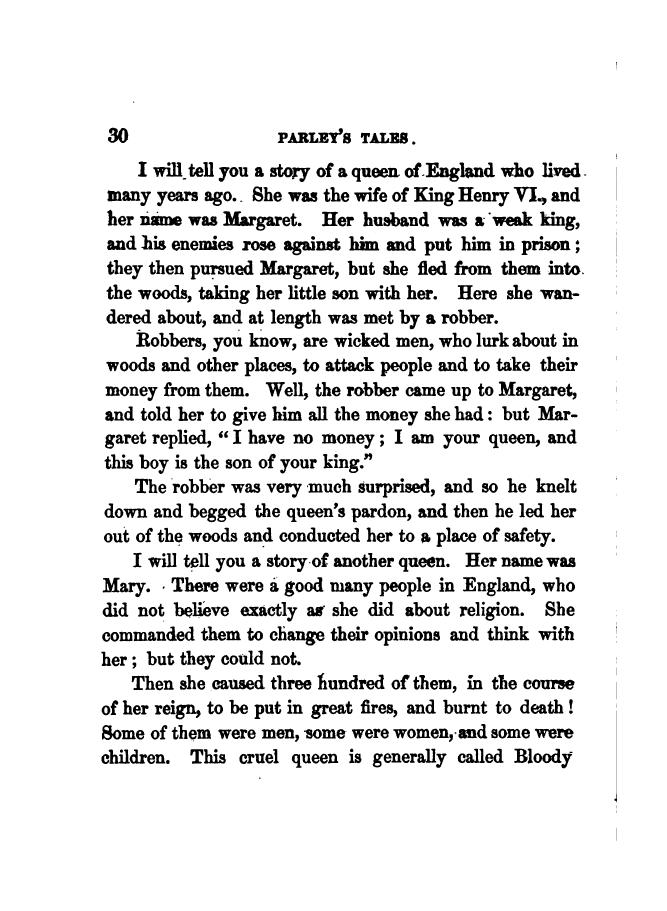 30 PARLEY'S TALES.
I will tell you a story of a queen of England who lived
many years ago. She was the wife of King Henry VI., and
her name was Margaret. Her husband was a weak king,
and his enemies rose against him and put him in prison;
they then pursued Margaret, but she fled from them into
the woods, taking her little son with her. Here she wan-
dered about, and at length was met by a robber.
Robbers, you know, are wicked men, who lurk about in
woods and other places, to attack people and to take their
money from them. Well, the robber came up to Margaret,
and told her to give him all the money she had: but Mar-
garet replied, "I have no money; I am your queen, and
this boy is the son of your king."
The robber was very much surprised, and so he knelt
down and begged the queen's pardon, and then he led her
out of the woods and conducted her to a place of safety.
I will tell you a story of another queen. Her name was
Mary. There were a good many people in England, who
did not believe exactly as she did about religion. She
commanded them to change their opinions and think with
her; but they could not.
Then she caused three hundred of them, in the course
of her reign, to be put in great fires, and burnt to death!
Some of them were men, some were women, and some were
children. This cruel queen is generally called Bloody